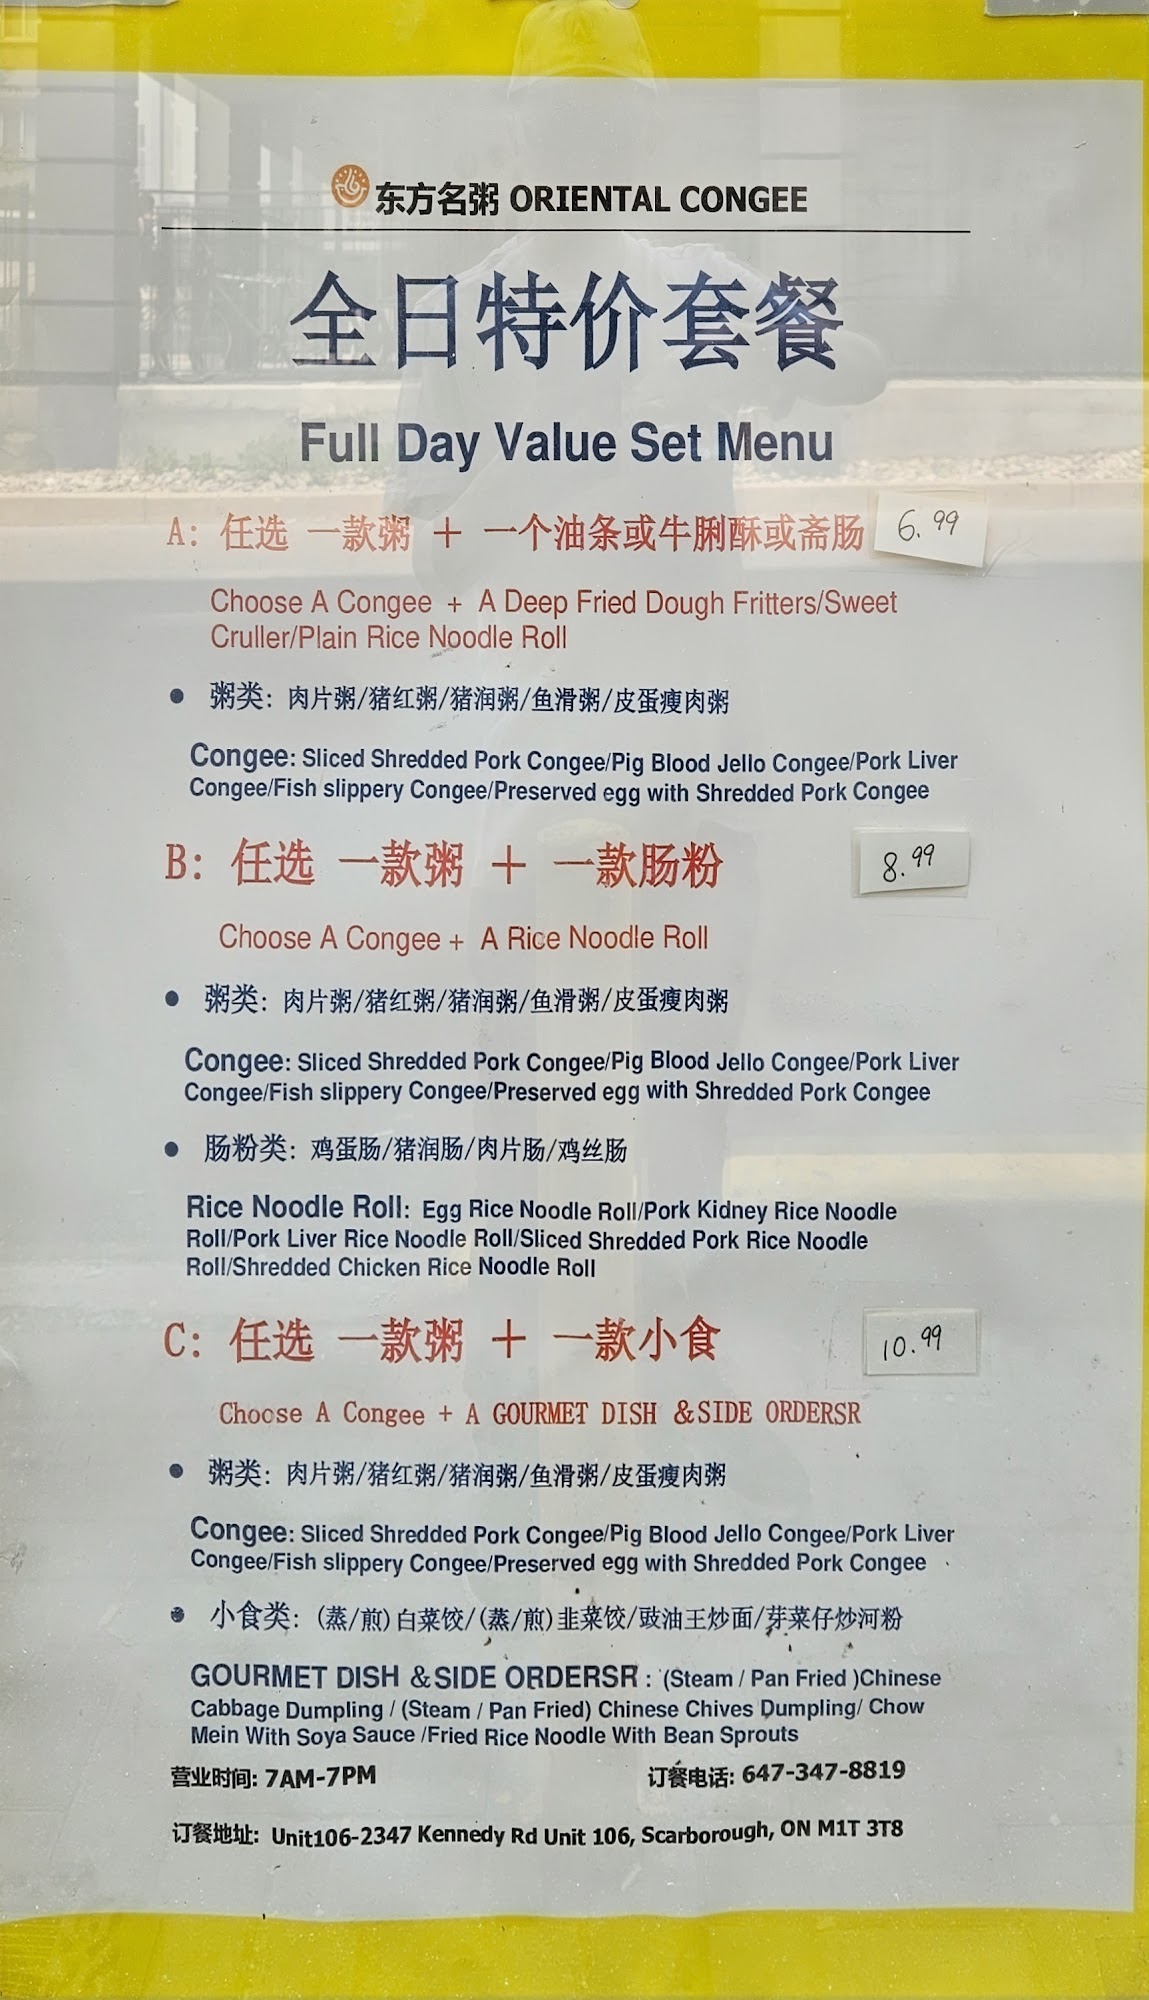 东方名粥 ORIENTAL CONGEE
全日特价套餐
Full Day Value Set Menu
A: 任选 一款粥 + 一个油条或牛脷酥或斋肠 6.99
Choose A Congee + A Deep Fried Dough Fritters/Sweet
Cruller/Plain Rice Noodle Roll
• 粥类: 肉片粥/猪红粥/猪润粥/鱼滑粥/皮蛋瘦肉粥
Congee: Sliced Shredded Pork Congee/Pig Blood Jello Congee/Pork Liver
Congee/Fish slippery Congee/Preserved egg with Shredded Pork Congee
B: 任选 一款粥 + 一款肠粉 8.99
Choose A Congee + A Rice Noodle Roll
• 粥类: 肉片粥/猪红粥/猪润粥/鱼滑粥/皮蛋瘦肉粥
Congee: Sliced Shredded Pork Congee/Pig Blood Jello Congee/Pork Liver
Congee/Fish slippery Congee/Preserved egg with Shredded Pork Congee
• 肠粉类: 鸡蛋肠/猪润肠/肉片肠/鸡丝肠
Rice Noodle Roll: Egg Rice Noodle Roll/Pork Kidney Rice Noodle
Roll/Pork Liver Rice Noodle Roll/Sliced Shredded Pork Rice Noodle
Roll/Shredded Chicken Rice Noodle Roll
C: 任选 一款粥 + 一款小食 10.99
Choose A Congee + A GOURMET DISH &SIDE ORDERSR
• 粥类: 肉片粥/猪红粥/猪润粥/鱼滑粥/皮蛋瘦肉粥
Congee: Sliced Shredded Pork Congee/Pig Blood Jello Congee/Pork Liver
Congee/Fish slippery Congee/Preserved egg with Shredded Pork Congee
• 小食类: (蒸/煎)白菜饺/(蒸/煎)韭菜饺/豉油王炒面/芽菜仔炒河粉
GOURMET DISH &SIDE ORDERSR : (Steam / Pan Fried )Chinese
Cabbage Dumpling / (Steam / Pan Fried) Chinese Chives Dumpling/ Chow
Mein With Soya Sauce /Fried Rice Noodle With Bean Sprouts
营业时间: 7AM-7PM 订餐电话: 647-347-8819
订餐地址: Unit106-2347 Kennedy Rd Unit 106, Scarborough, ON M1T 3T8